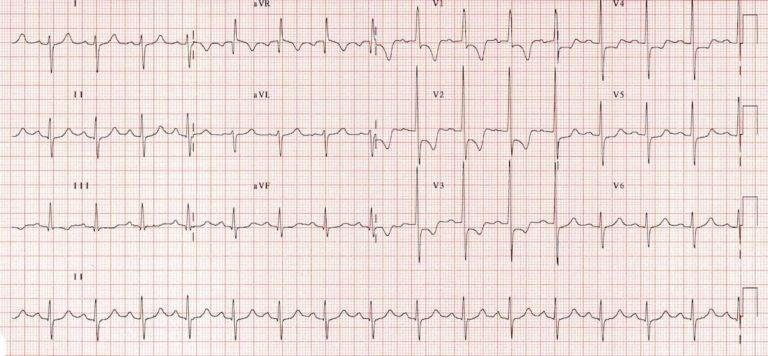 I aVR V1 V4
II aVL V2 V5
III aVF V3 V6
II